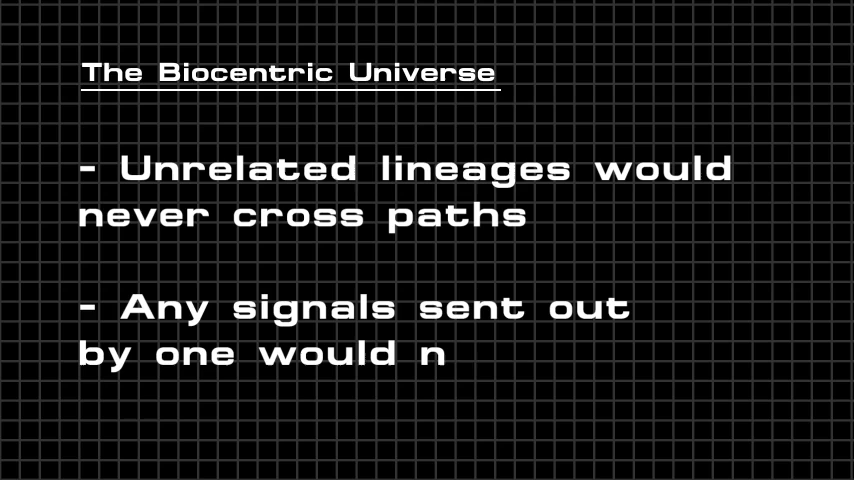 The Biocentric Universe
- Unrelated lineages would
never cross paths
- Any signals sent out
by one would n